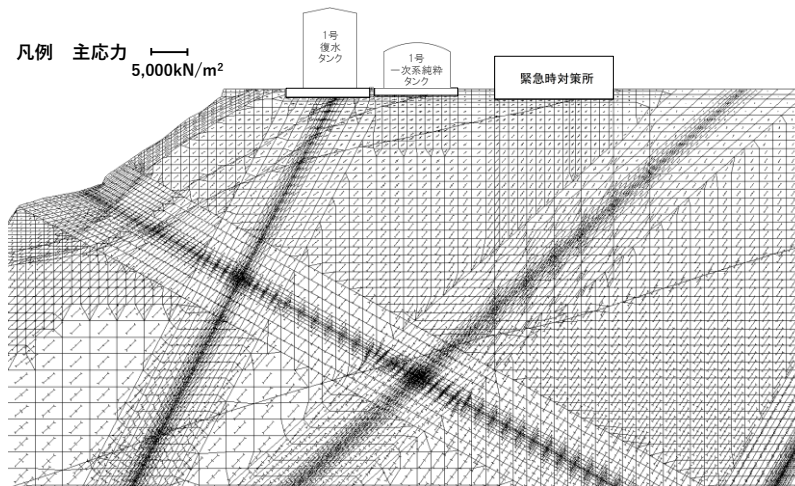 凡例 主応力
5,000kN/m²
1号
復水
タンク
1号
一次系純粋
タンク
緊急時対策所